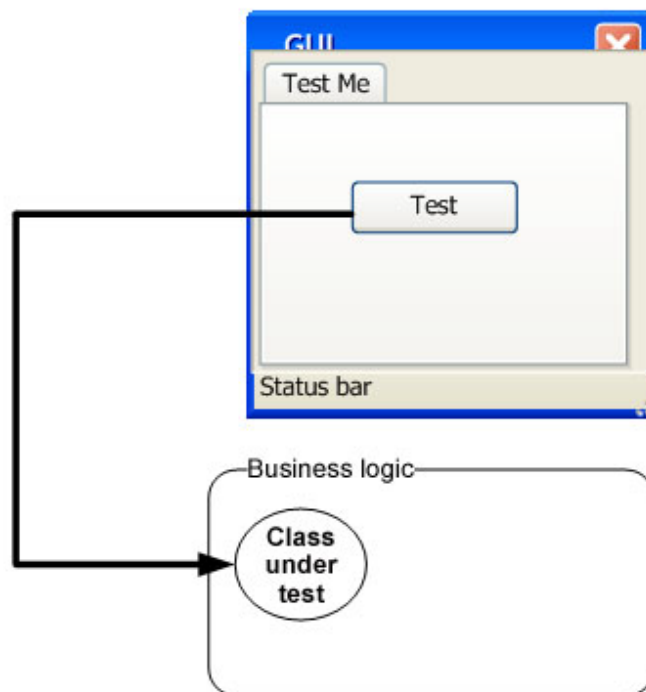 GUI
Test Me
Test
Status bar
Business logic
Class
under
test